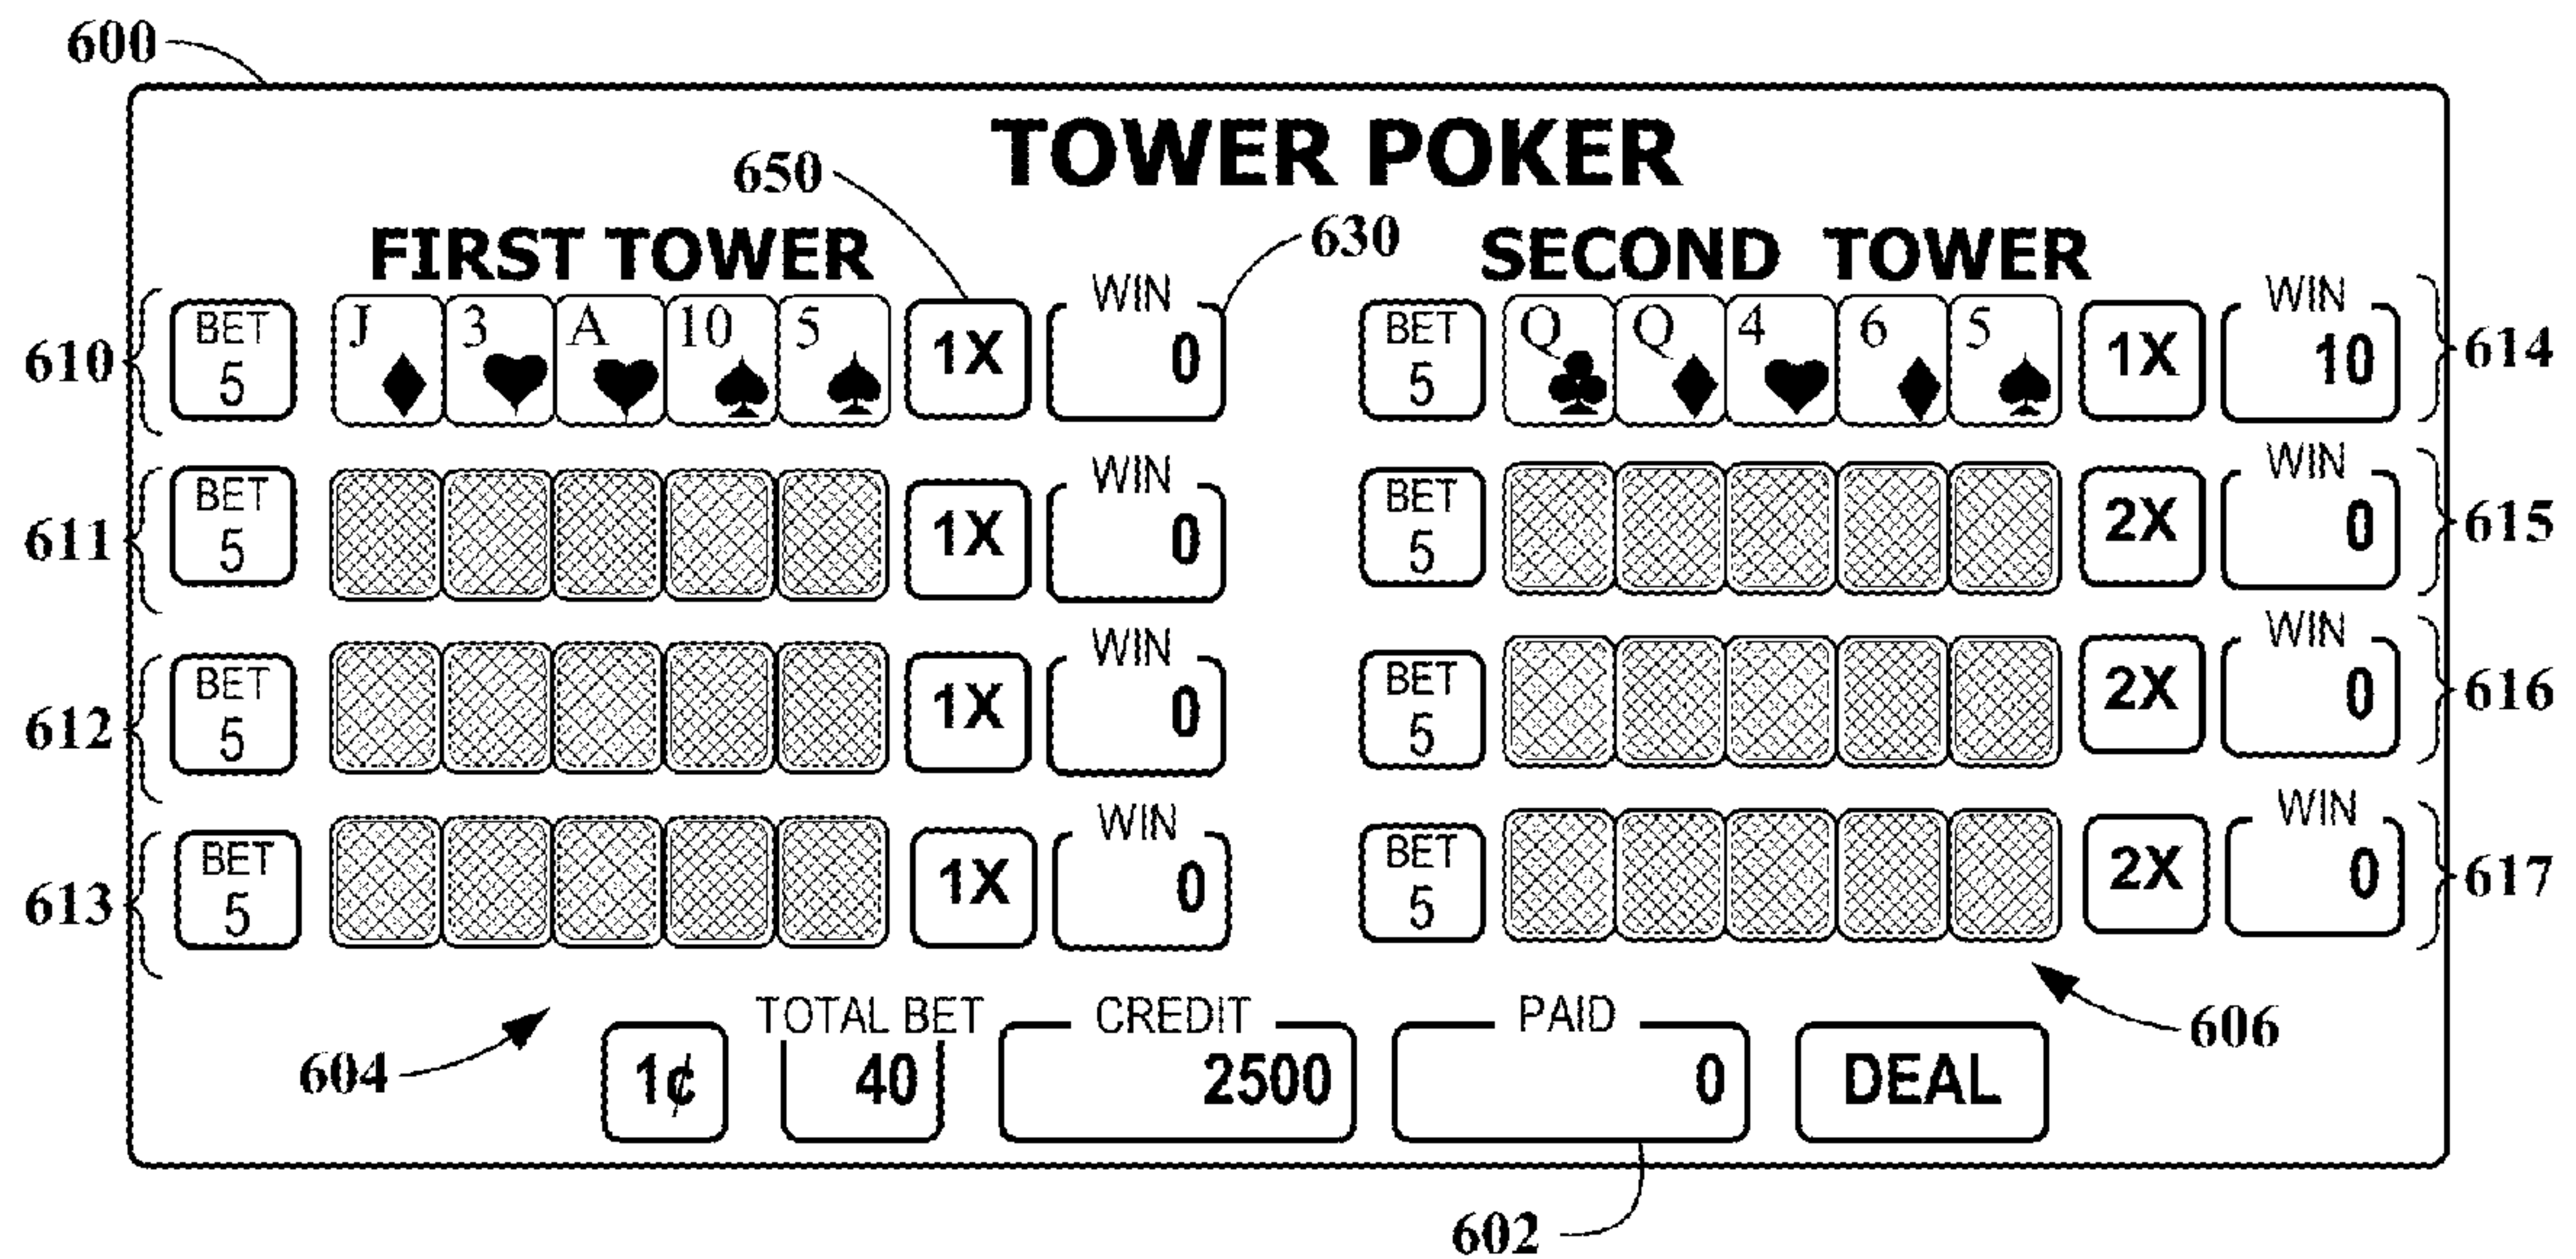 600
TOWER POKER
650
630
FIRST TOWER
SECOND TOWER
610
BET
5
J
3
A
10
5
1X
WIN
0
BET
5
Q
Q
4
6
5
1X
WIN
10
614
611
BET
5
1X
WIN
0
BET
5
2X
WIN
0
615
612
BET
5
1X
WIN
0
BET
5
2X
WIN
0
616
613
BET
5
1X
WIN
0
BET
5
2X
WIN
0
617
604
1¢
TOTAL BET
40
CREDIT
2500
PAID
0
DEAL
606
602